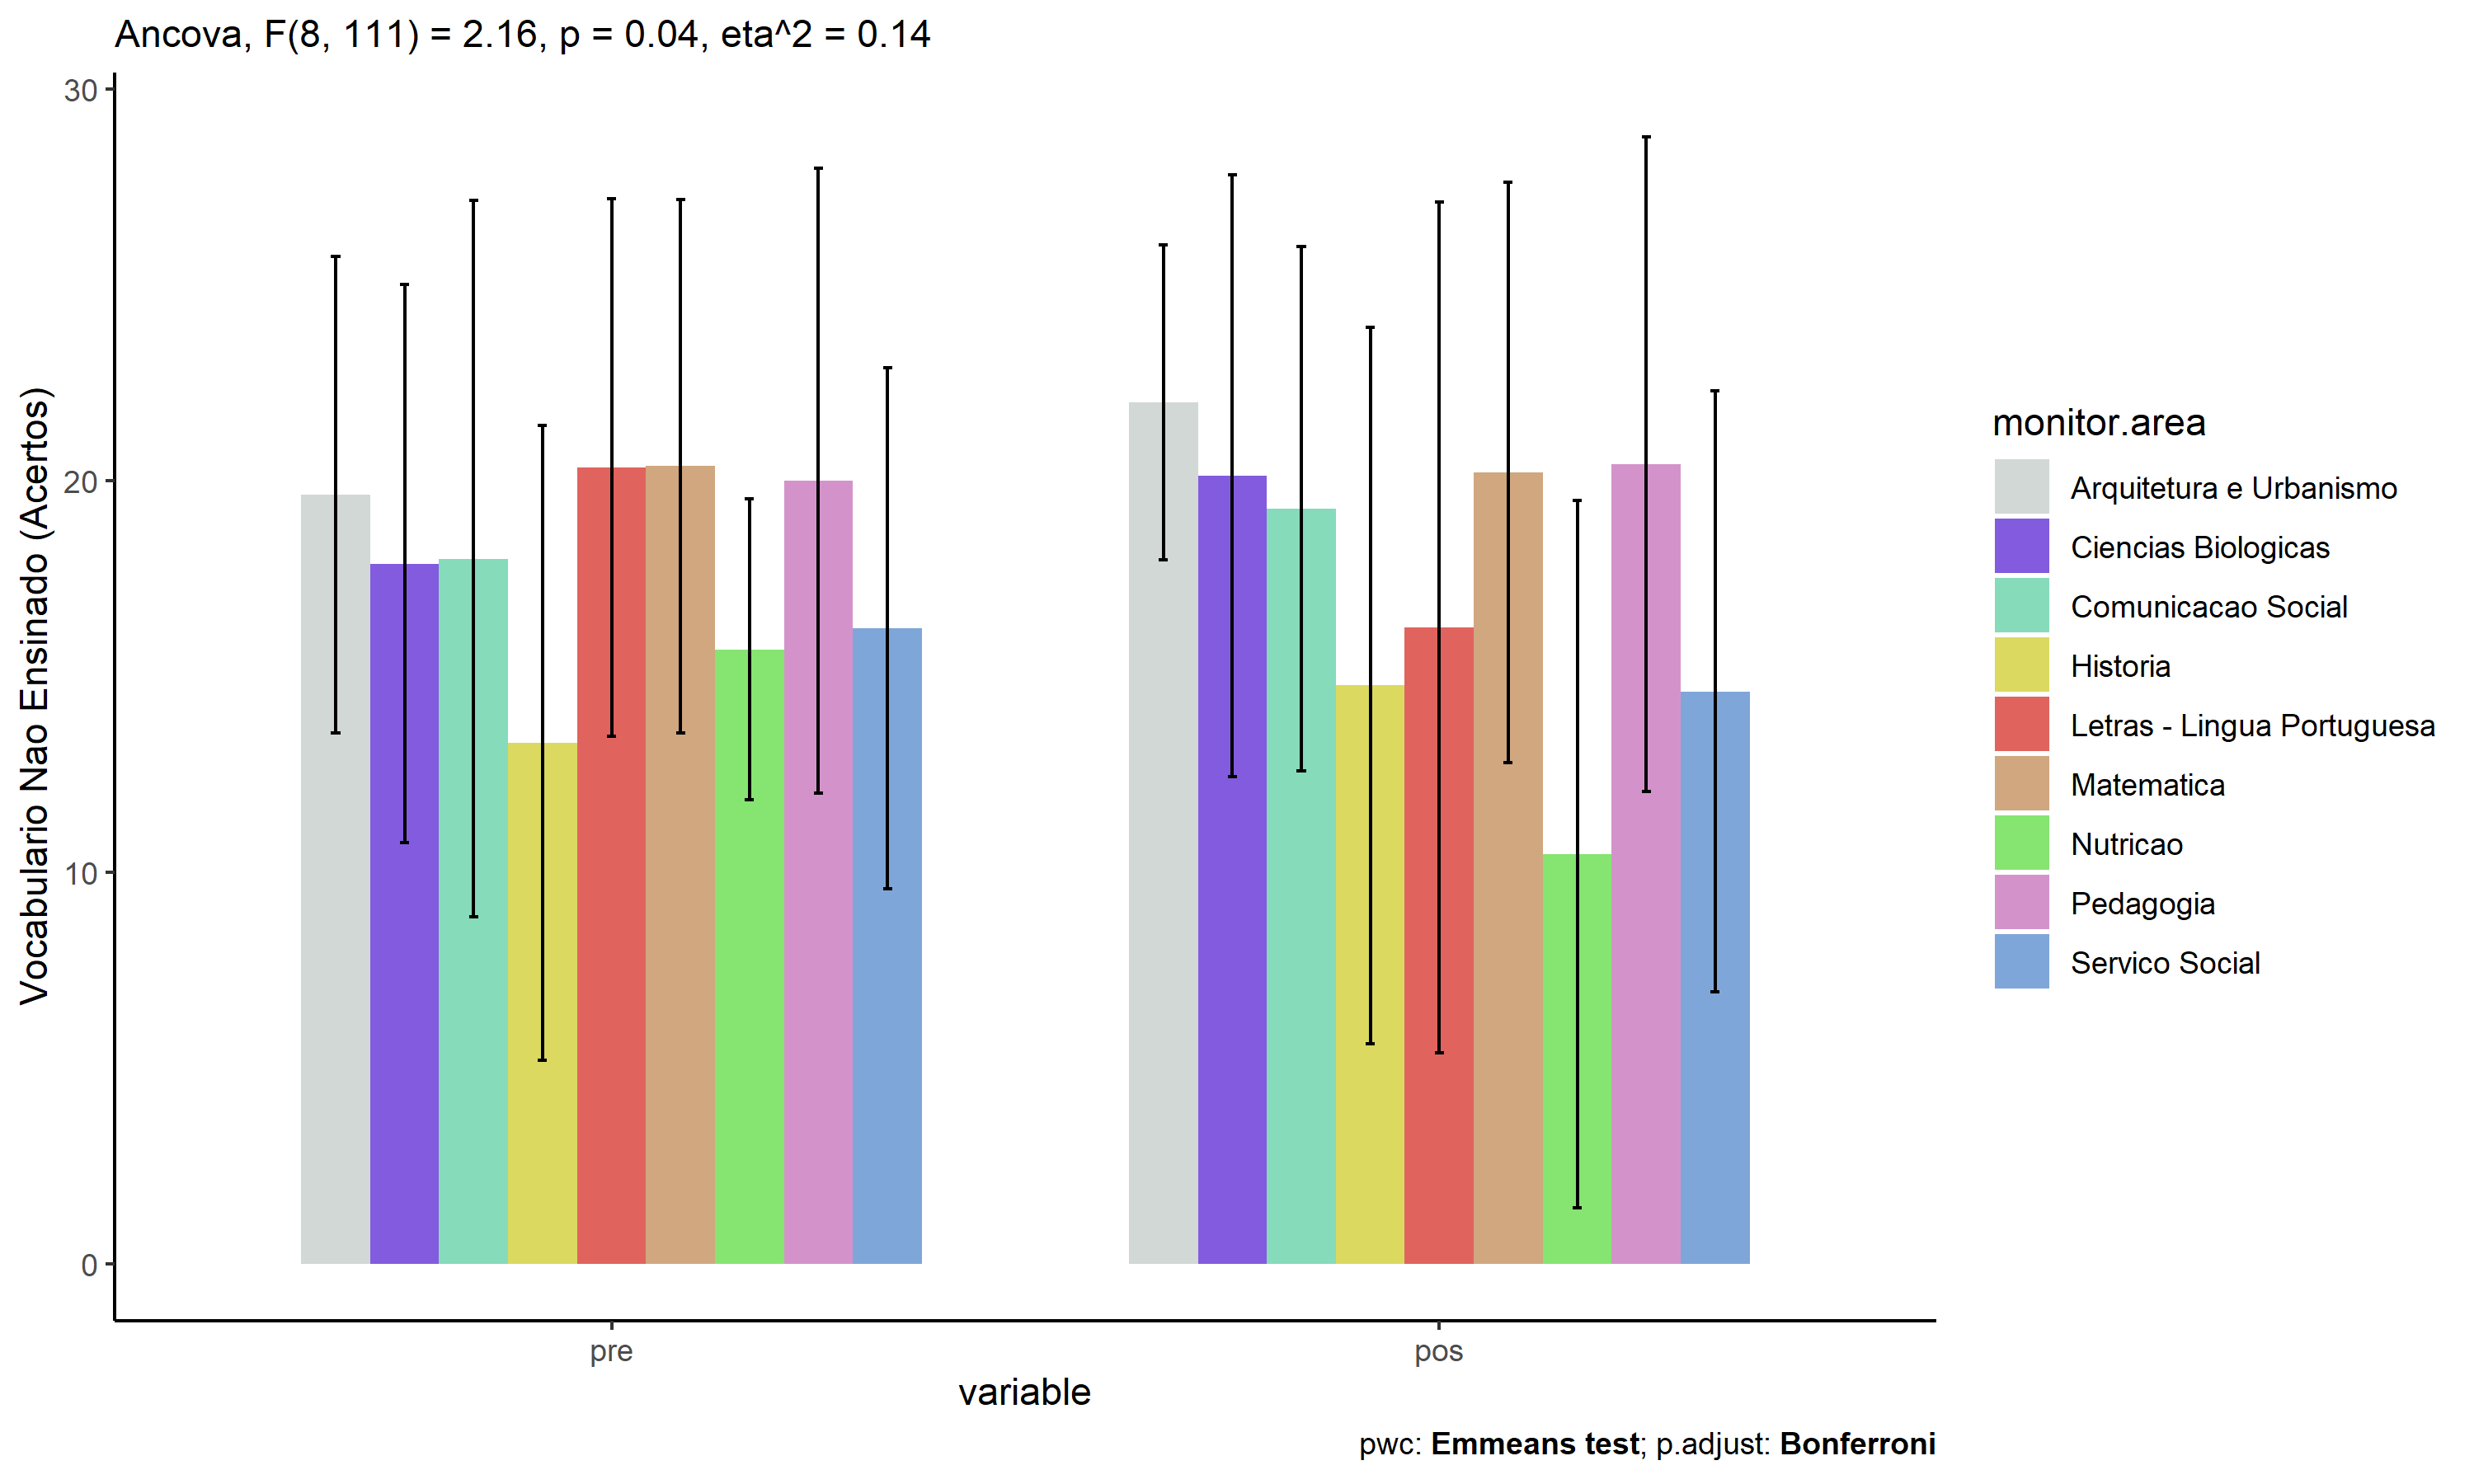 Ancova, F(8, 111) = 2.16, p = 0.04, eta^2 = 0.14
Vocabulario Nao Ensinado (Acertos)
30
20
10
0
pre
pos
variable
monitor.area
Arquitetura e Urbanismo
Ciencias Biologicas
Comunicacao Social
Historia
Letras - Lingua Portuguesa
Matematica
Nutricao
Pedagogia
Servico Social
pwc: Emmeans test; p.adjust: Bonferroni